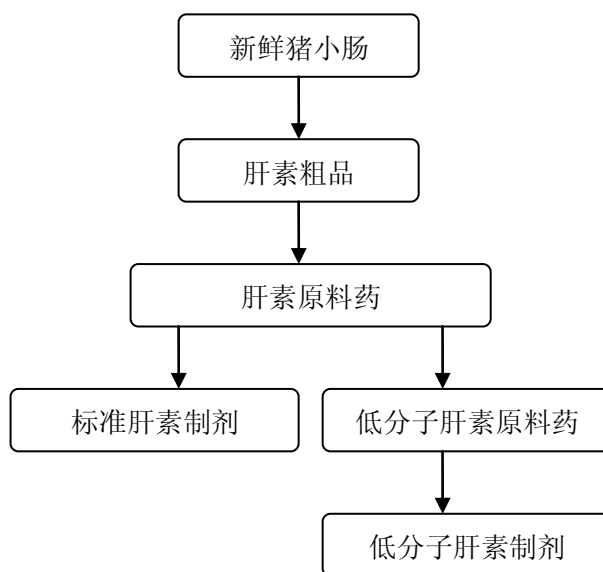 新鲜猪小肠
肝素粗品
肝素原料药
标准肝素制剂
低分子肝素原料药
低分子肝素制剂